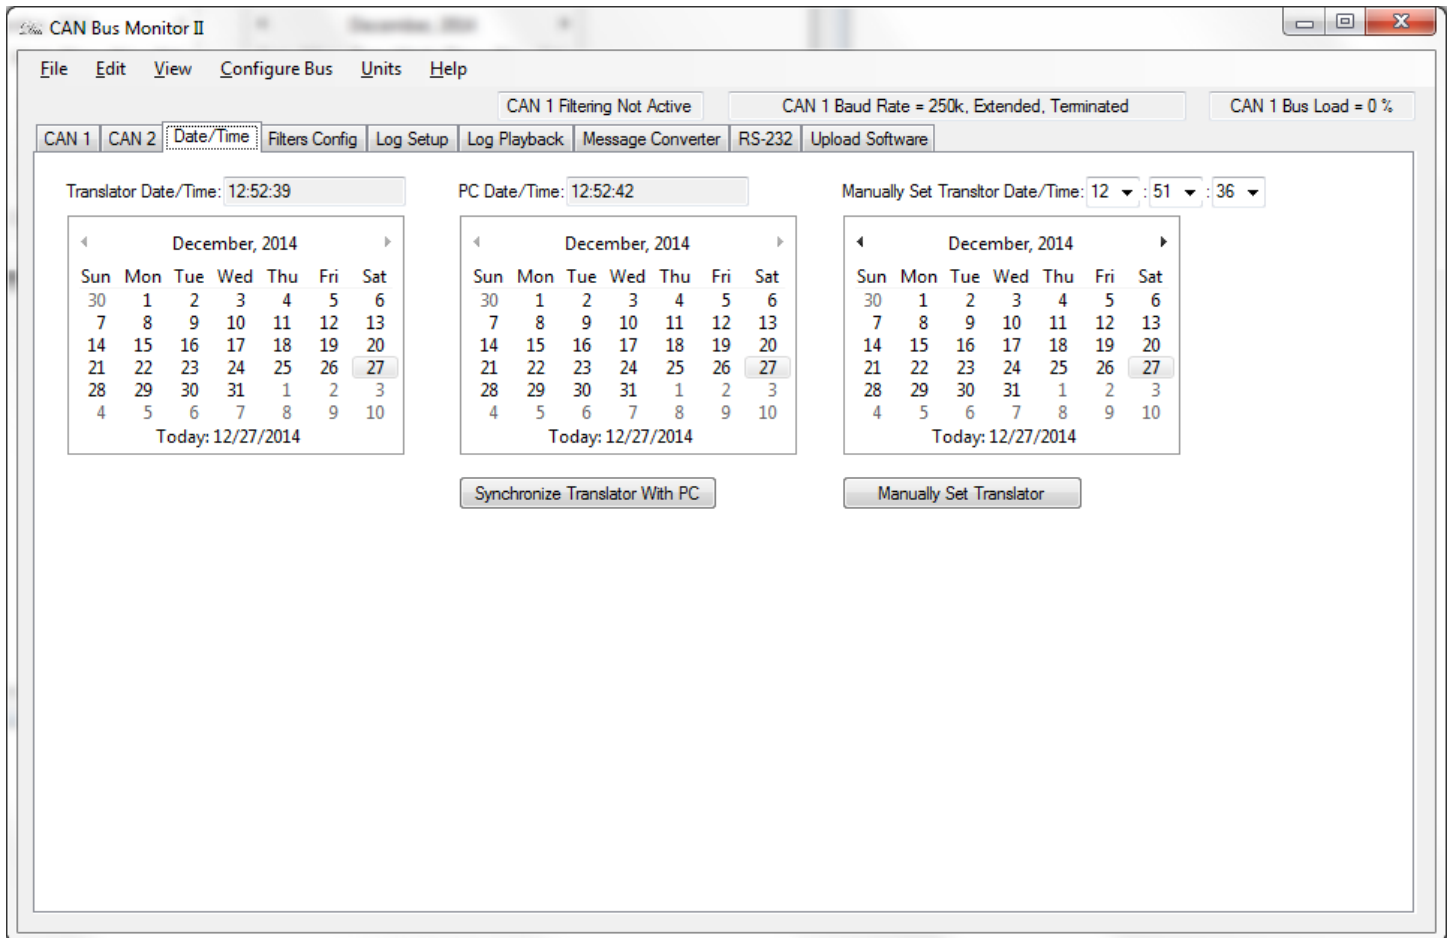 CAN Bus Monitor II
File Edit View Configure Bus Units Help
CAN 1 Filtering Not Active CAN 1 Baud Rate = 250k, Extended, Terminated CAN 1 Bus Load = 0 %
CAN 1 CAN 2 Date/Time Filters Config Log Setup Log Playback Message Converter RS-232 Upload Software
Translator Date/Time: 12:52:39 PC Date/Time: 12:52:42 Manually Set Transltor Date/Time: 12 : 51 : 36
December, 2014 December, 2014 December, 2014
Sun Mon Tue Wed Thu Fri Sat Sun Mon Tue Wed Thu Fri Sat Sun Mon Tue Wed Thu Fri Sat
30 1 2 3 4 5 6 30 1 2 3 4 5 6 30 1 2 3 4 5 6
7 8 9 10 11 12 13 7 8 9 10 11 12 13 7 8 9 10 11 12 13
14 15 16 17 18 19 20 14 15 16 17 18 19 20 14 15 16 17 18 19 20
21 22 23 24 25 26 27 21 22 23 24 25 26 27 21 22 23 24 25 26 27
28 29 30 31 1 2 3 28 29 30 31 1 2 3 28 29 30 31 1 2 3
4 5 6 7 8 9 10 4 5 6 7 8 9 10 4 5 6 7 8 9 10
Today: 12/27/2014 Today: 12/27/2014 Today: 12/27/2014
Synchronize Translator With PC Manually Set Translator